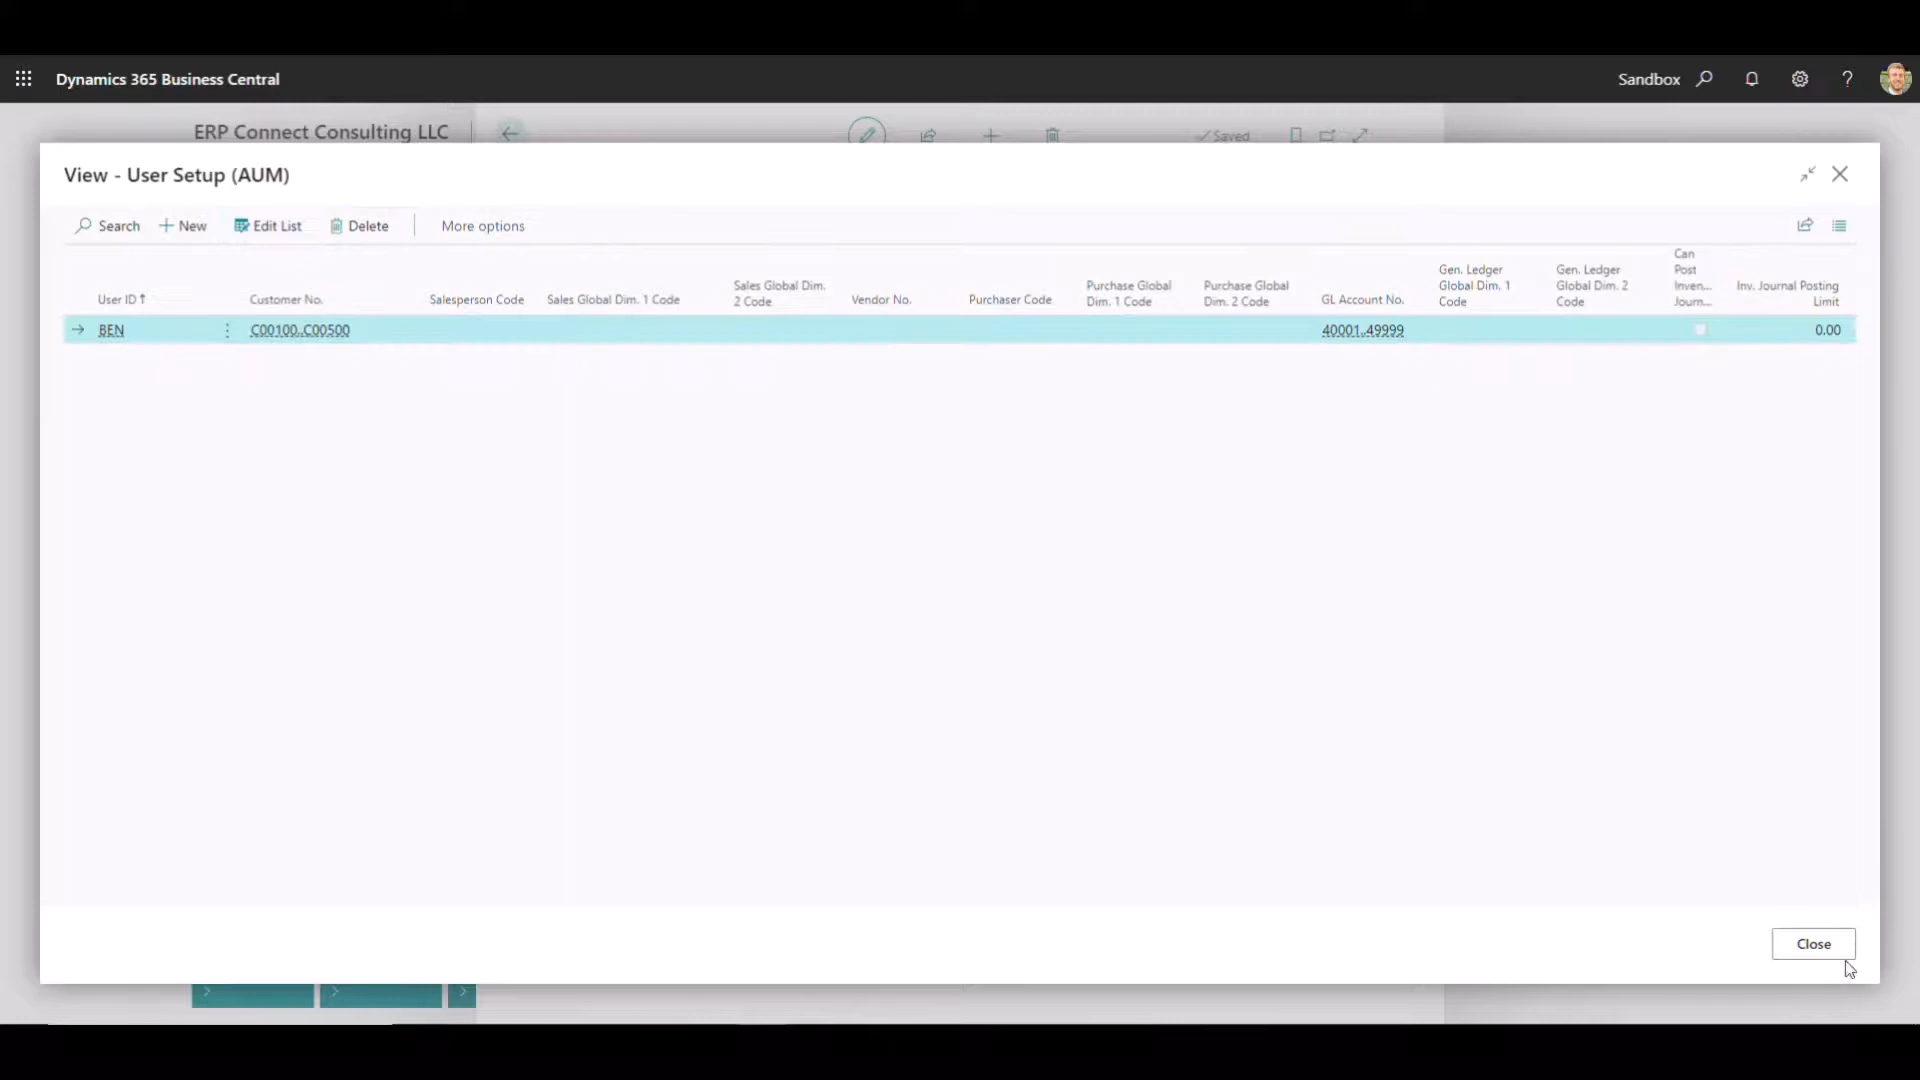 Dynamics 365 Business Central
Sandbox
?
ERP Connect Consulting LLC
Saved
View - User Setup (AUM)
Search
New
Edit List
Delete
More options
User ID ↑
Customer No.
Salesperson Code
Sales Global Dim. 1 Code
Sales Global Dim.
2 Code
Vendor No.
Purchaser Code
Purchase Global
Dim. 1 Code
Purchase Global
Dim. 2 Code
GL Account No.
Gen. Ledger
Global Dim. 1
Code
Gen. Ledger
Global Dim. 2
Code
Can
Post
Inven...
Journ...
Inv. Journal Posting
Limit
BEN
C00100..C00500
40001..49999
0.00
Close